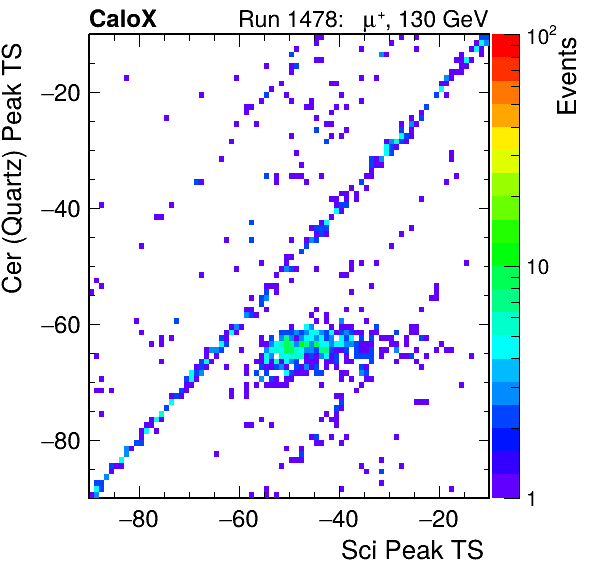 CaloX Run 1478: μ⁺, 130 GeV
Cer (Quartz) Peak TS
−20
−40
−60
−80
−80 −60 −40 −20
Sci Peak TS
10²
10
1
Events